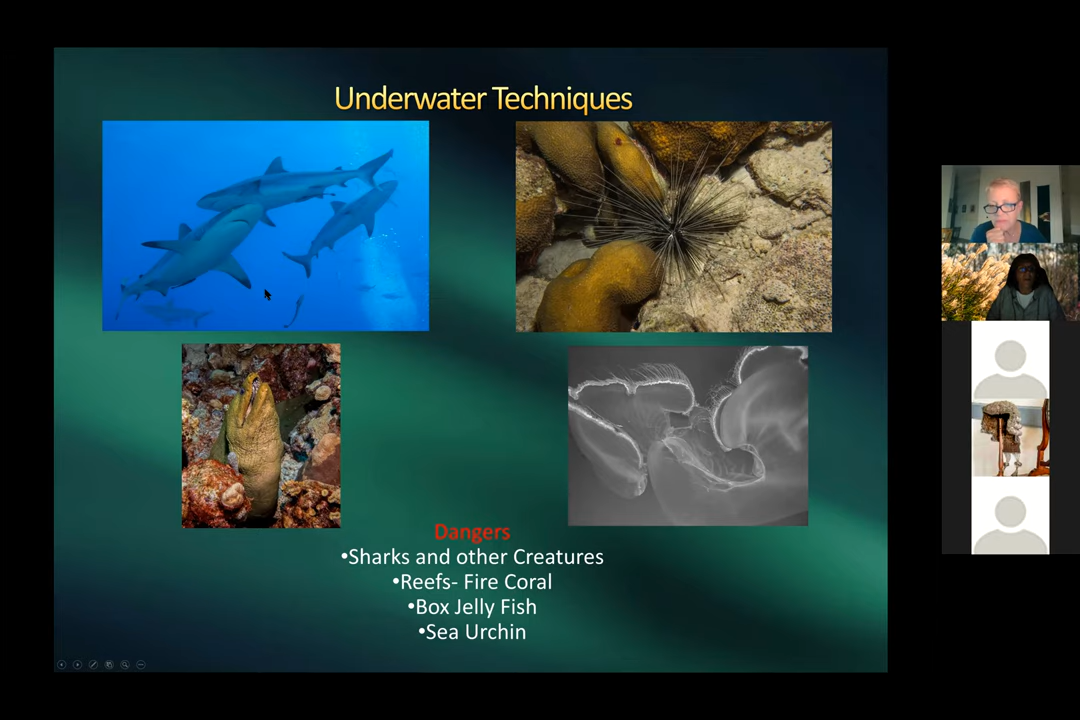 Underwater Techniques
Dangers
•Sharks and other Creatures
•Reefs- Fire Coral
•Box Jelly Fish
•Sea Urchin